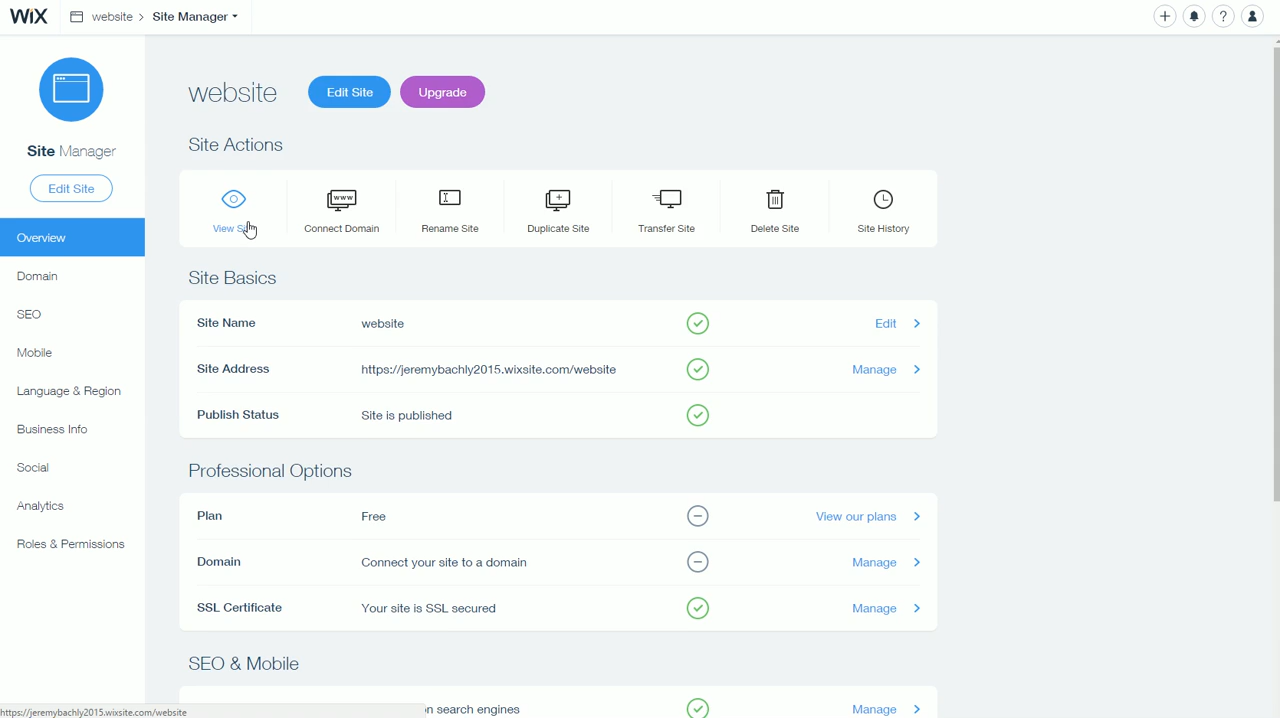 WiX website > Site Manager
?
website Edit Site Upgrade
Site Manager
Edit Site
Overview
Domain
SEO
Mobile
Language & Region
Business Info
Social
Analytics
Roles & Permissions
Site Actions
View
www
Connect Domain
Rename Site
Duplicate Site
Transfer Site
Delete Site
Site History
Site Basics
Site Name website Edit >
Site Address https://jeremybachly2015.wixsite.com/website Manage >
Publish Status Site is published
Professional Options
Plan Free View our plans >
Domain Connect your site to a domain Manage >
SSL Certificate Your site is SSL secured Manage >
SEO & Mobile
search engines Manage >
https://jeremybachly2015.wixsite.com/website